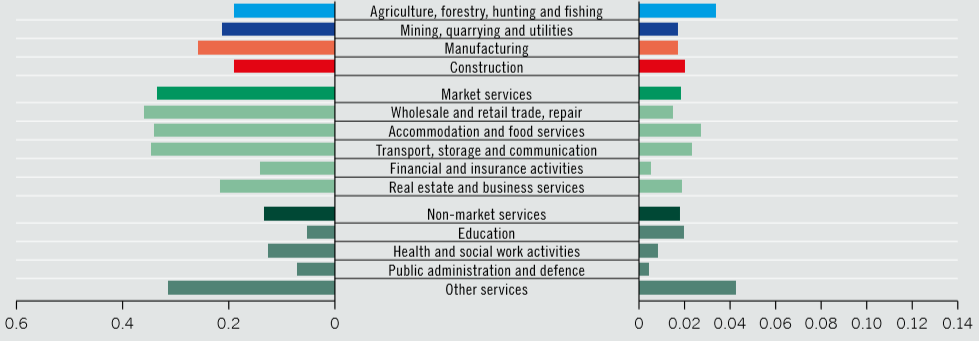 Agriculture, forestry, hunting and fishing
Mining, quarrying and utilities
Manufacturing
Construction
Market services
Wholesale and retail trade, repair
Accommodation and food services
Transport, storage and communication
Financial and insurance activities
Real estate and business services
Non-market services
Education
Health and social work activities
Public administration and defence
Other services
0.6 0.4 0.2 0 0 0.02 0.04 0.06 0.08 0.10 0.12 0.14